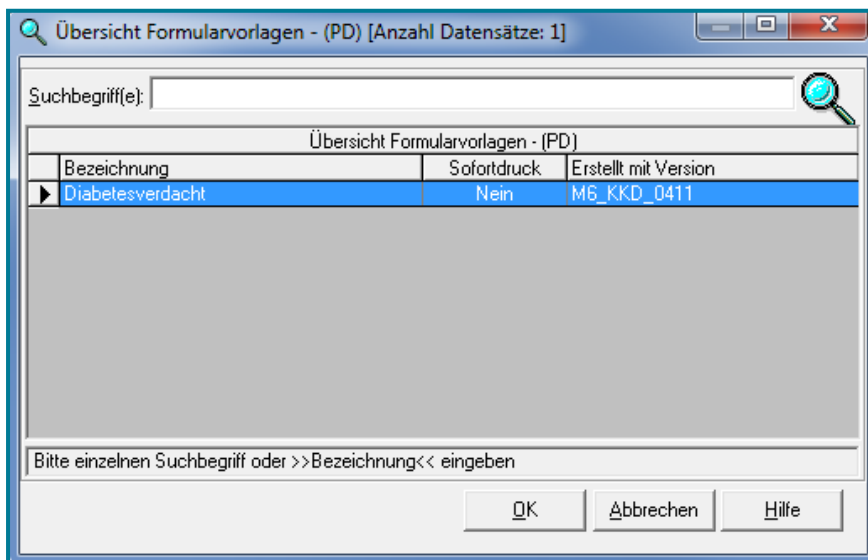 Übersicht Formularvorlagen - (PD) [Anzahl Datensätze: 1]
Suchbegriff(e):
Übersicht Formularvorlagen - (PD)
Bezeichnung Sofortdruck Erstellt mit Version
Diabetesverdacht Nein M6_KKD_0411
Bitte einzelnen Suchbegriff oder >>Bezeichnung<< eingeben
OK Abbrechen Hilfe